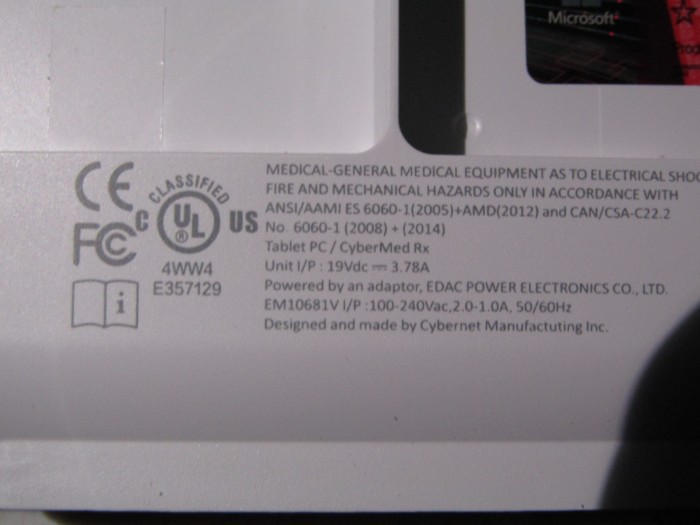 Microsoft
Prod
CE
FCC
CLASSIFIED
C UL US
®
4WW4
E357129
i
MEDICAL-GENERAL MEDICAL EQUIPMENT AS TO ELECTRICAL SHOC
FIRE AND MECHANICAL HAZARDS ONLY IN ACCORDANCE WITH
ANSI/AAMI ES 6060-1(2005)+AMD(2012) and CAN/CSA-C22.2
No. 6060-1 (2008) + (2014)
Tablet PC / CyberMed Rx
Unit I/P : 19Vdc ⎓ 3.78A
Powered by an adaptor, EDAC POWER ELECTRONICS CO., LTD.
EM10681V I/P :100-240Vac,2.0-1.0A, 50/60Hz
Designed and made by Cybernet Manufactuting Inc.